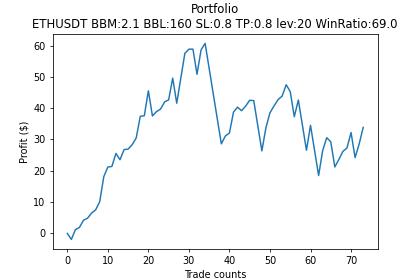 Portfolio
ETHUSDT BBM:2.1 BBL:160 SL:0.8 TP:0.8 lev:20 WinRatio:69.0
60
50
40
30
20
10
0
Profit ($)
0 10 20 30 40 50 60 70
Trade counts